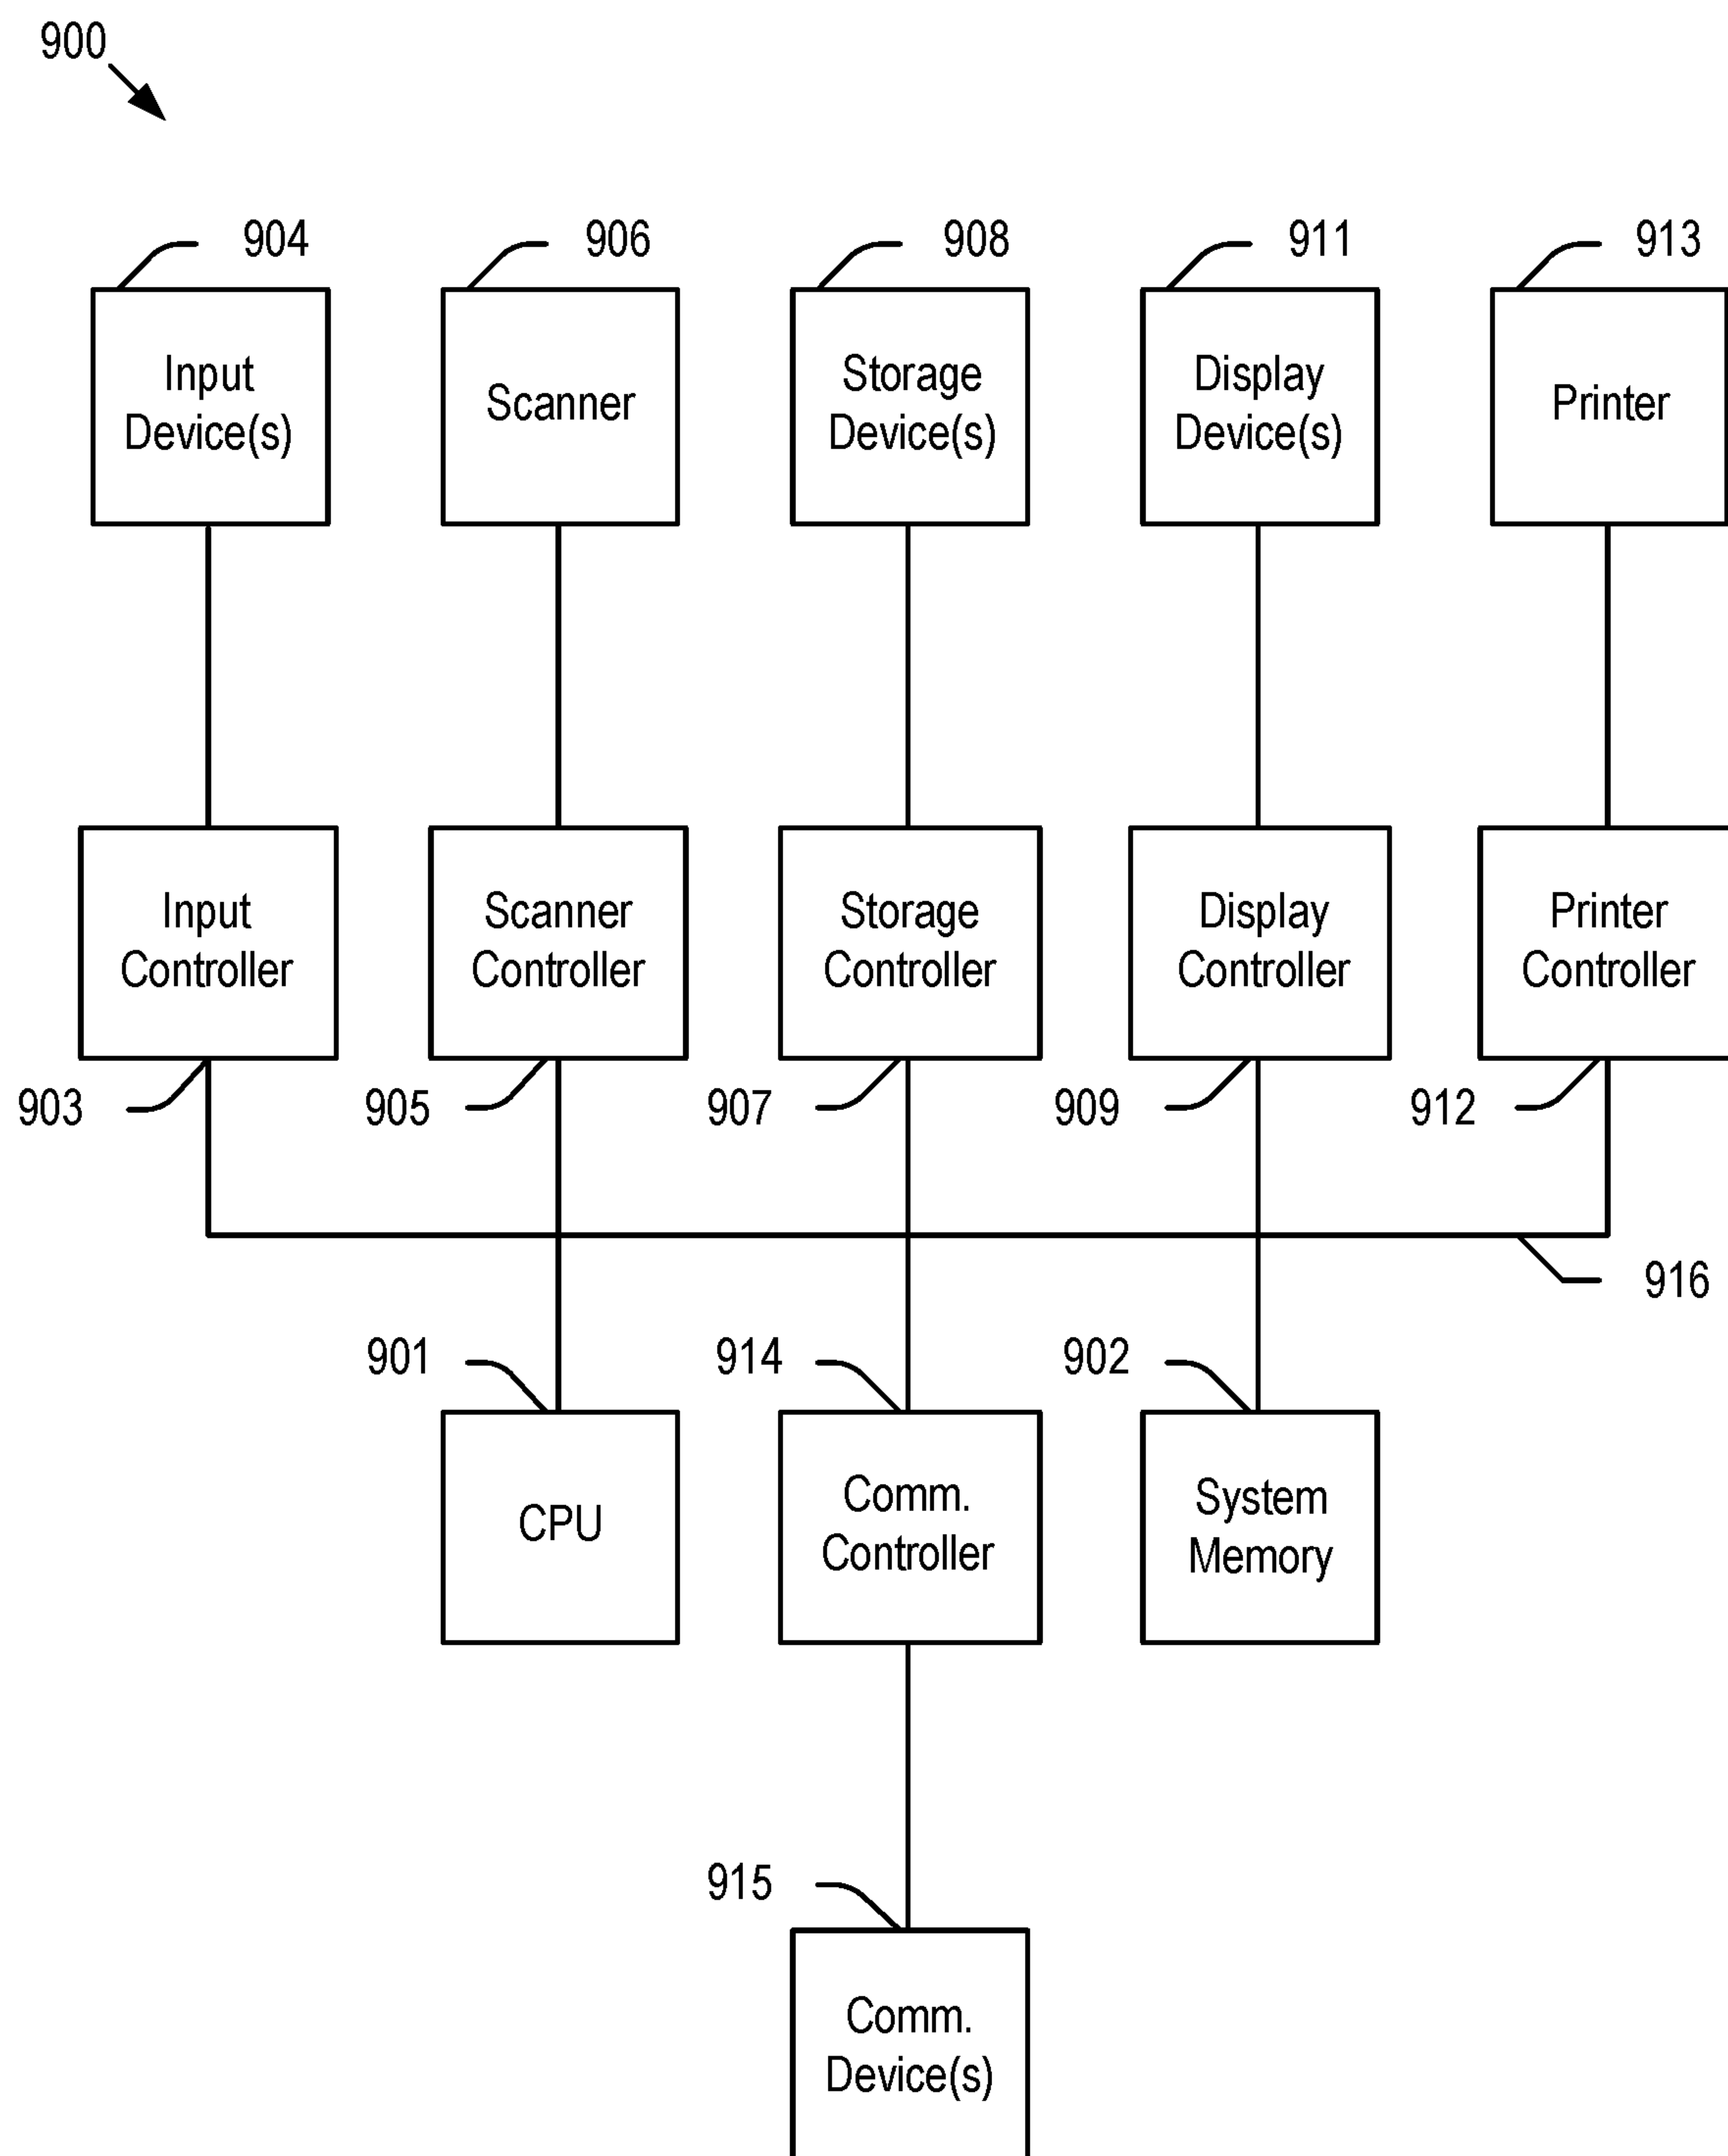 900
904
906
908
911
913
Input
Device(s)
Scanner
Storage
Device(s)
Display
Device(s)
Printer
Input
Controller
Scanner
Controller
Storage
Controller
Display
Controller
Printer
Controller
903
905
907
909
912
916
901
914
902
CPU
Comm.
Controller
System
Memory
915
Comm.
Device(s)